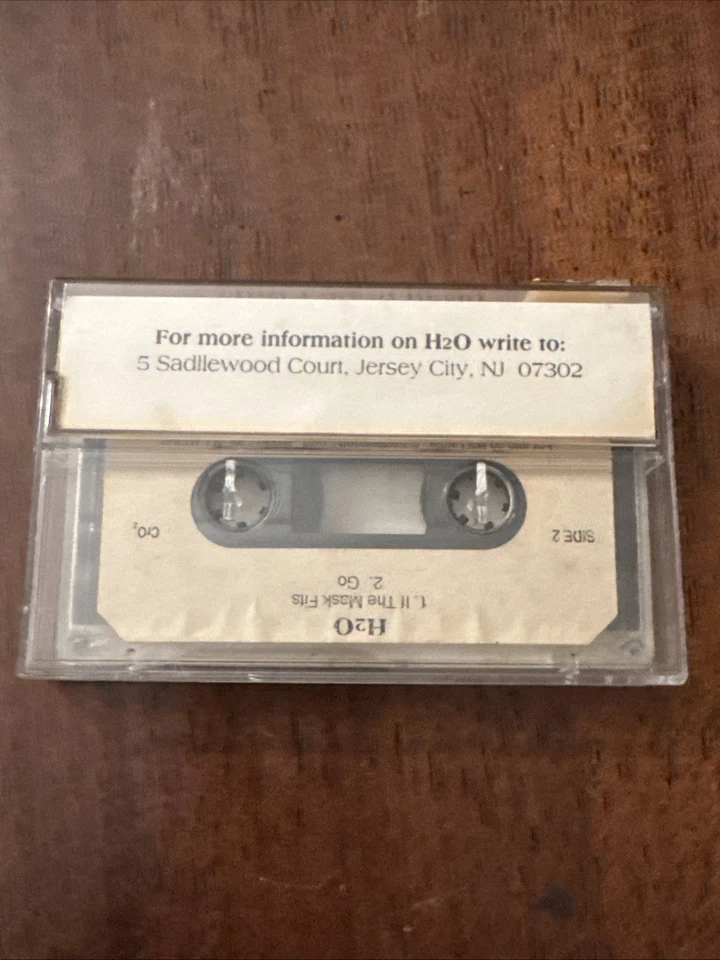 For more information on H2O write to:
5 Sadllewood Court, Jersey City, NJ 07302
H2O
1. If The Mask Fits
2. Go
SIDE 2
CrO₂